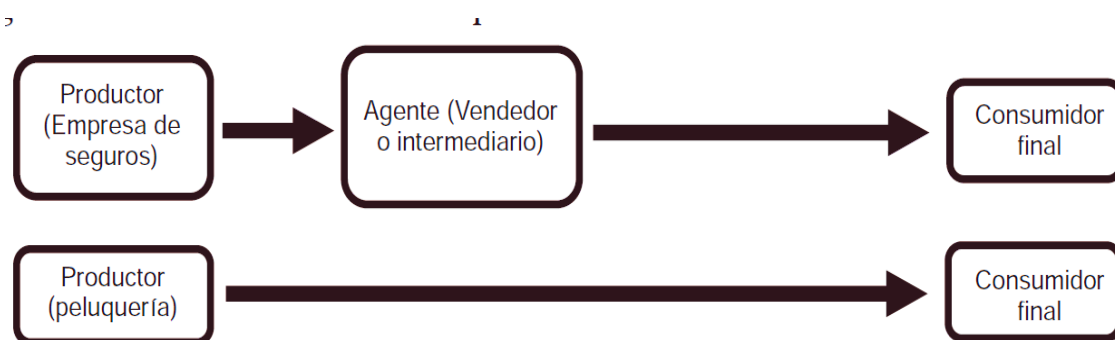 Productor
(Empresa de
seguros)
Agente (Vendedor
o intermediario)
Consumidor
final
Productor
(peluquería)
Consumidor
final